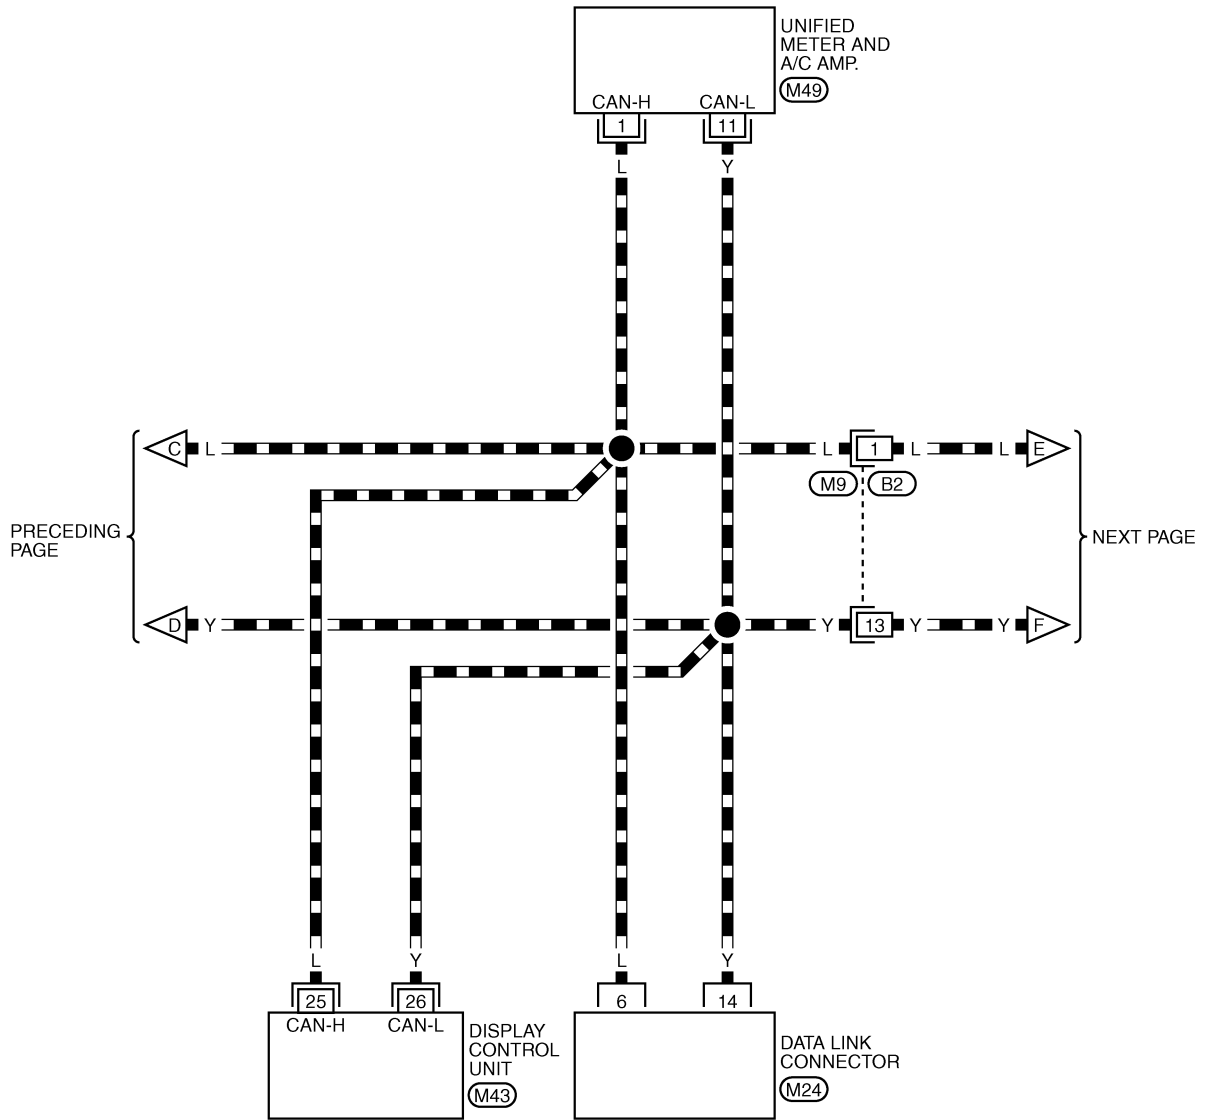 UNIFIED
METER AND
A/C AMP.
M49
CAN-H CAN-L
1 11
L Y
C L L 1 L L E
M9 B2
PRECEDING
PAGE
NEXT PAGE
D Y Y 13 Y Y F
L Y L Y
25 26 6 14
CAN-H CAN-L
DISPLAY
CONTROL
UNIT
M43
DATA LINK
CONNECTOR
M24